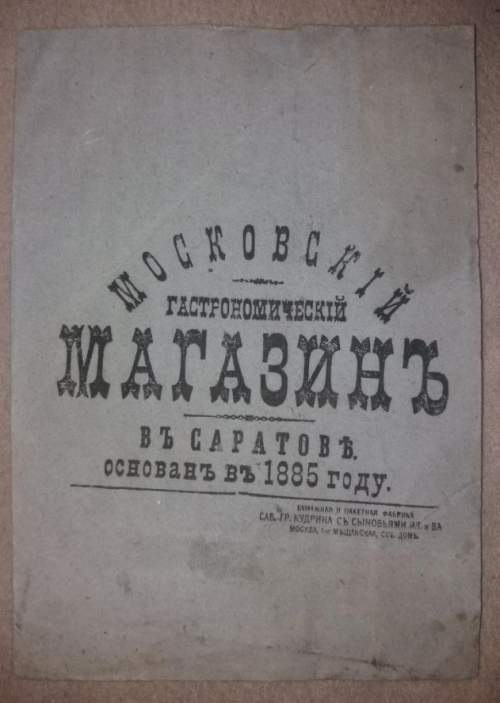 МОСКОВСКІЙ
ГАСТРОНОМИЧЕСКІЙ
МАГАЗИНЪ
ВЪ САРАТОВѢ.
основанъ въ 1885 году.
БУМАЖНАЯ И ПАКЕТНАЯ ФАБРИКА
САВ. ГР. КУДРИНА СЪ СЫНОВЬЯМИ и Ва
МОСКВА, 1-я МѢЩАНСКАЯ, СОБ. ДОМЪ.